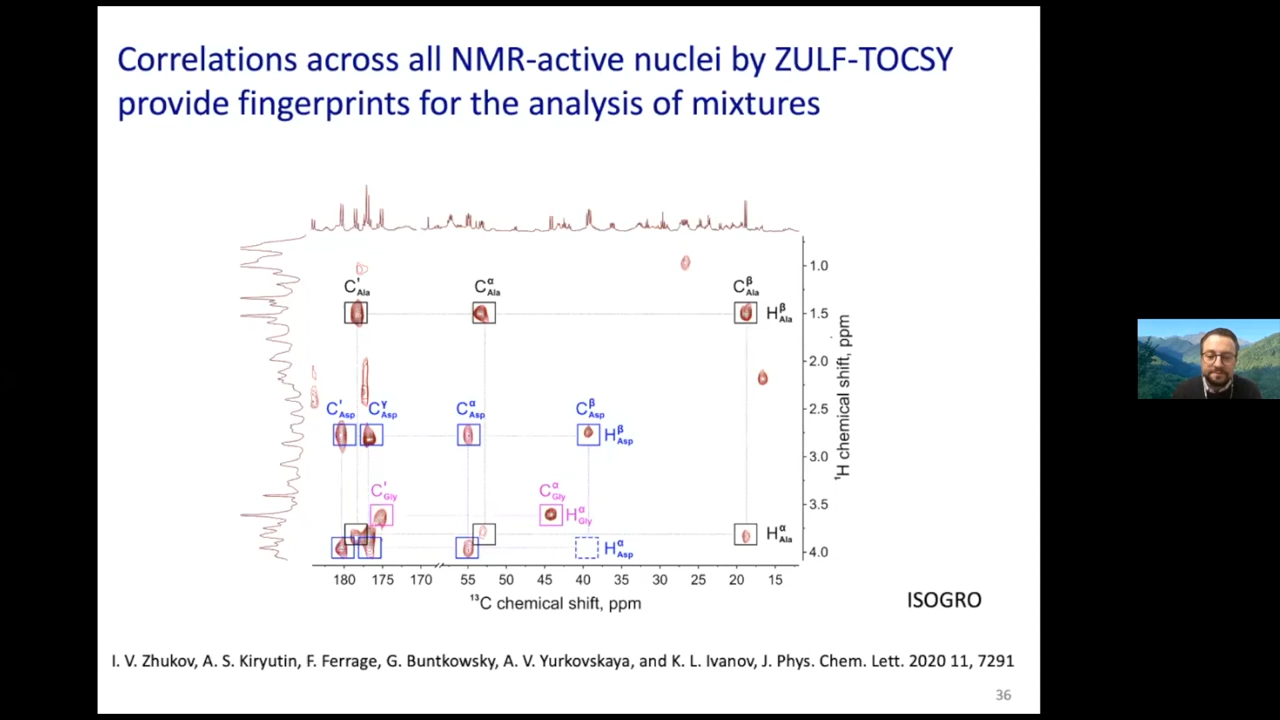 Correlations across all NMR-active nuclei by ZULF-TOCSY
provide fingerprints for the analysis of mixtures
C'Ala
CαAla
CβAla
HβAla
C'Asp
CγAsp
CαAsp
CβAsp
HβAsp
C'Gly
CαGly
HαGly
HαAla
HαAsp
1.0
1.5
2.0
2.5
3.0
3.5
4.0
¹H chemical shift, ppm
180 175 170 55 50 45 40 35 30 25 20 15
¹³C chemical shift, ppm
ISOGRO
I. V. Zhukov, A. S. Kiryutin, F. Ferrage, G. Buntkowsky, A. V. Yurkovskaya, and K. L. Ivanov, J. Phys. Chem. Lett. 2020 11, 7291
36